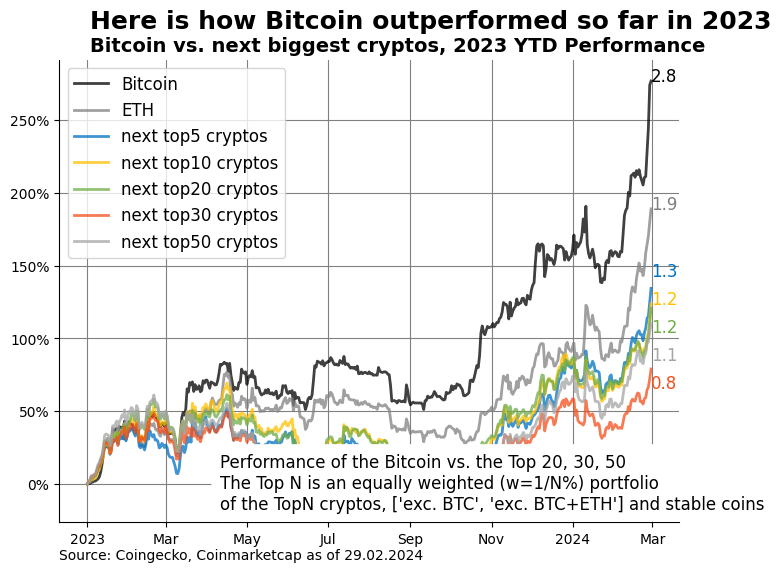 Here is how Bitcoin outperformed so far in 2023
Bitcoin vs. next biggest cryptos, 2023 YTD Performance
Bitcoin
ETH
next top5 cryptos
next top10 cryptos
next top20 cryptos
next top30 cryptos
next top50 cryptos
2.8
1.9
1.3
1.2
1.2
1.1
0.8
250%
200%
150%
100%
50%
0%
Performance of the Bitcoin vs. the Top 20, 30, 50
The Top N is an equally weighted (w=1/N%) portfolio
of the TopN cryptos, ['exc. BTC', 'exc. BTC+ETH'] and stable coins
2023 Mar May Jul Sep Nov 2024 Mar
Source: Coingecko, Coinmarketcap as of 29.02.2024